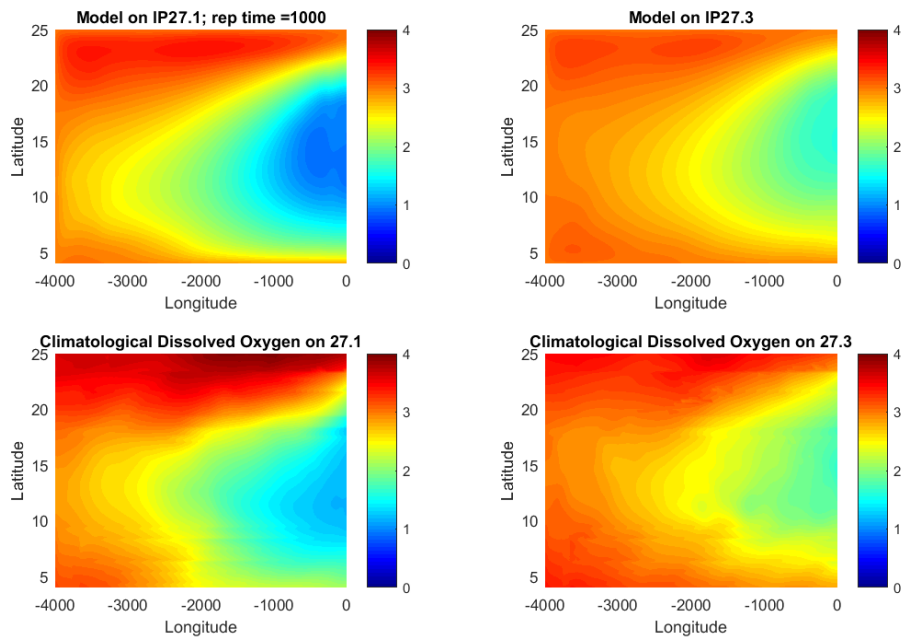 Model on IP27.1; rep time =1000
25
20
15
10
5
Latitude
-4000 -3000 -2000 -1000 0
Longitude
4
3
2
1
0
Model on IP27.3
25
20
15
10
5
Latitude
-4000 -3000 -2000 -1000 0
Longitude
4
3
2
1
0
Climatological Dissolved Oxygen on 27.1
25
20
15
10
5
Latitude
-4000 -3000 -2000 -1000 0
Longitude
4
3
2
1
0
Climatological Dissolved Oxygen on 27.3
25
20
15
10
5
Latitude
-4000 -3000 -2000 -1000 0
Longitude
4
3
2
1
0